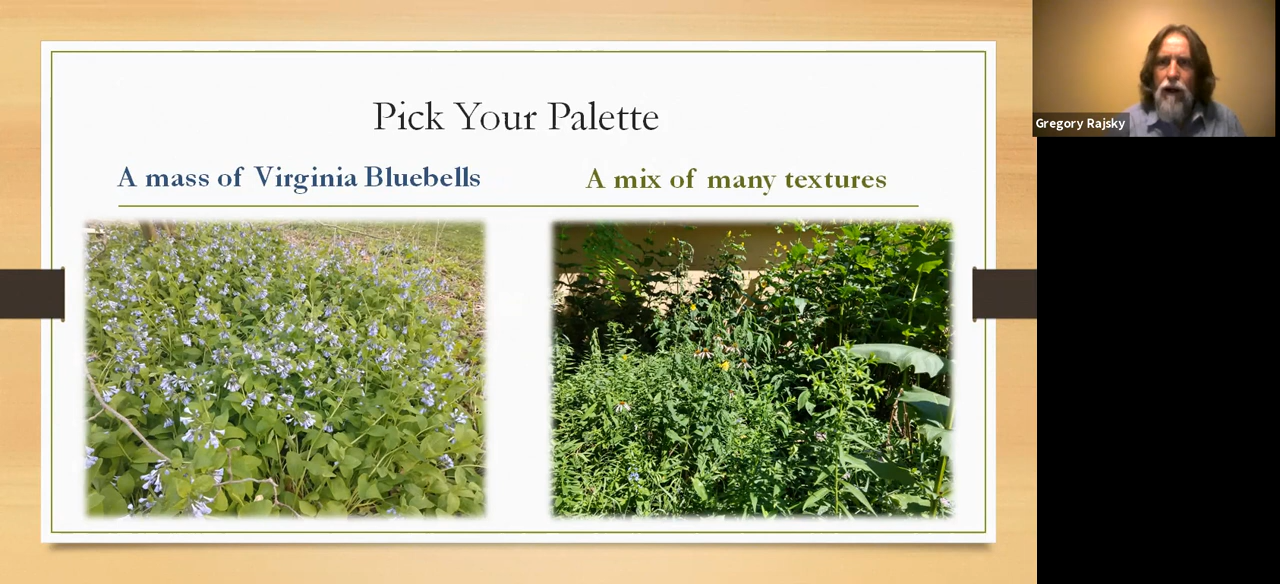 Pick Your Palette
A mass of Virginia Bluebells
A mix of many textures
Gregory Rajsky